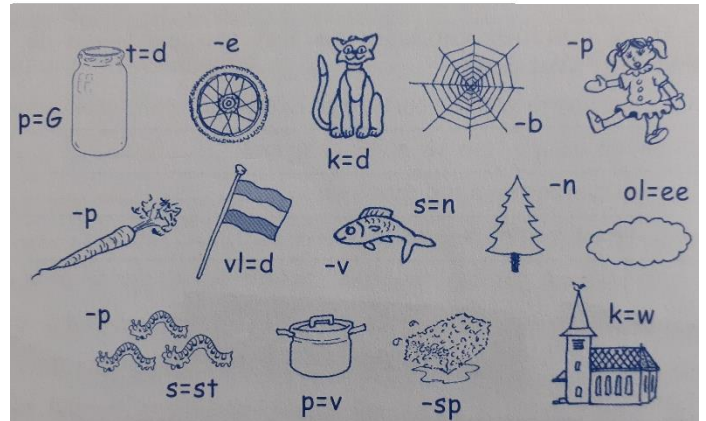 t=d -e -p
p=G -b
k=d
-p s=n -n ol=ee
vl=d -v
-p k=w
s=st p=v -sp